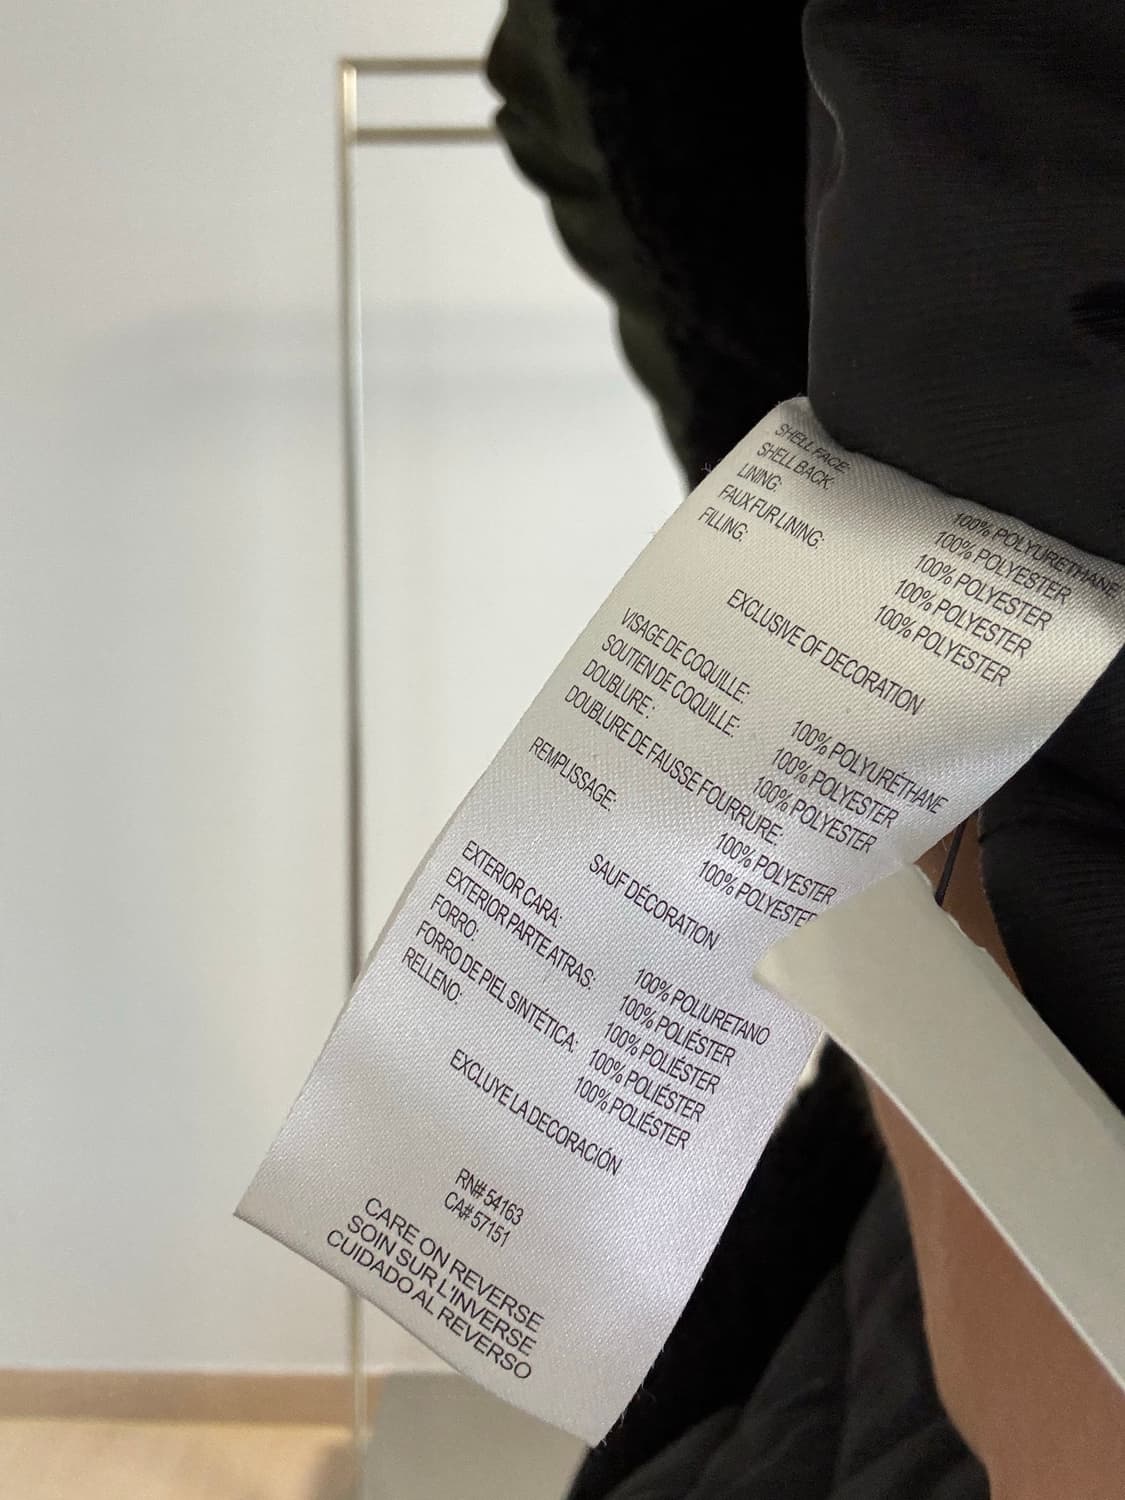 SHELL FACE: 100% POLYURETHANE
SHELL BACK: 100% POLYESTER
LINING: 100% POLYESTER
FAUX FUR LINING: 100% POLYESTER
FILLING: 100% POLYESTER
EXCLUSIVE OF DECORATION
VISAGE DE COQUILLE: 100% POLYURÉTHANE
SOUTIEN DE COQUILLE: 100% POLYESTER
DOUBLURE : 100% POLYESTER
DOUBLURE DE FAUSSE FOURRURE:
100% POLYESTER
REMPLISSAGE: 100% POLYESTER
SAUF DÉCORATION
EXTERIOR CARA: 100% POLIURETANO
EXTERIOR PARTE ATRAS: 100% POLIÉSTER
FORRO: 100% POLIÉSTER
FORRO DE PIEL SINTÉTICA: 100% POLIÉSTER
RELLENO: 100% POLIÉSTER
EXCLUYE LA DECORACIÓN
RN# 54163
CA# 57151
CARE ON REVERSE
SOIN SUR L'INVERSE
CUIDADO AL REVERSO